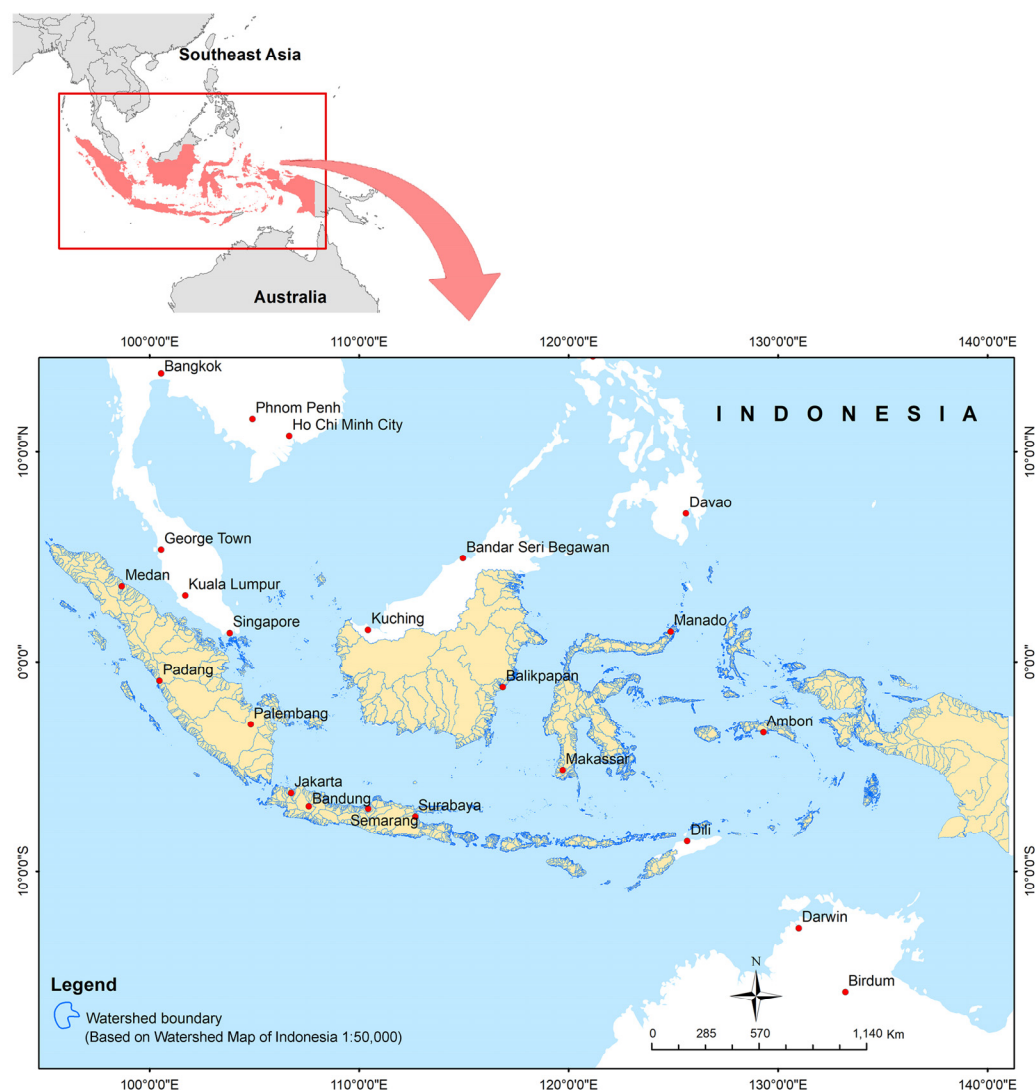 Southeast Asia
Australia
100°0'0"E 110°0'0"E 120°0'0"E 130°0'0"E 140°0'0"E
Bangkok
Phnom Penh
Ho Chi Minh City
I N D O N E S I A
10°0'0"N 10°0'0"N
Davao
George Town
Bandar Seri Begawan
Medan
Kuala Lumpur
Singapore
Kuching
Manado
0°0'0" 0°0'0"
Padang
Balikpapan
Palembang
Ambon
Makassar
Jakarta
Bandung
Surabaya
Semarang
Dili
10°0'0"S 10°0'0"S
Darwin
N
Birdum
Legend
Watershed boundary
(Based on Watershed Map of Indonesia 1:50,000)
0 285 570 1,140 Km
100°0'0"E 110°0'0"E 120°0'0"E 130°0'0"E 140°0'0"E